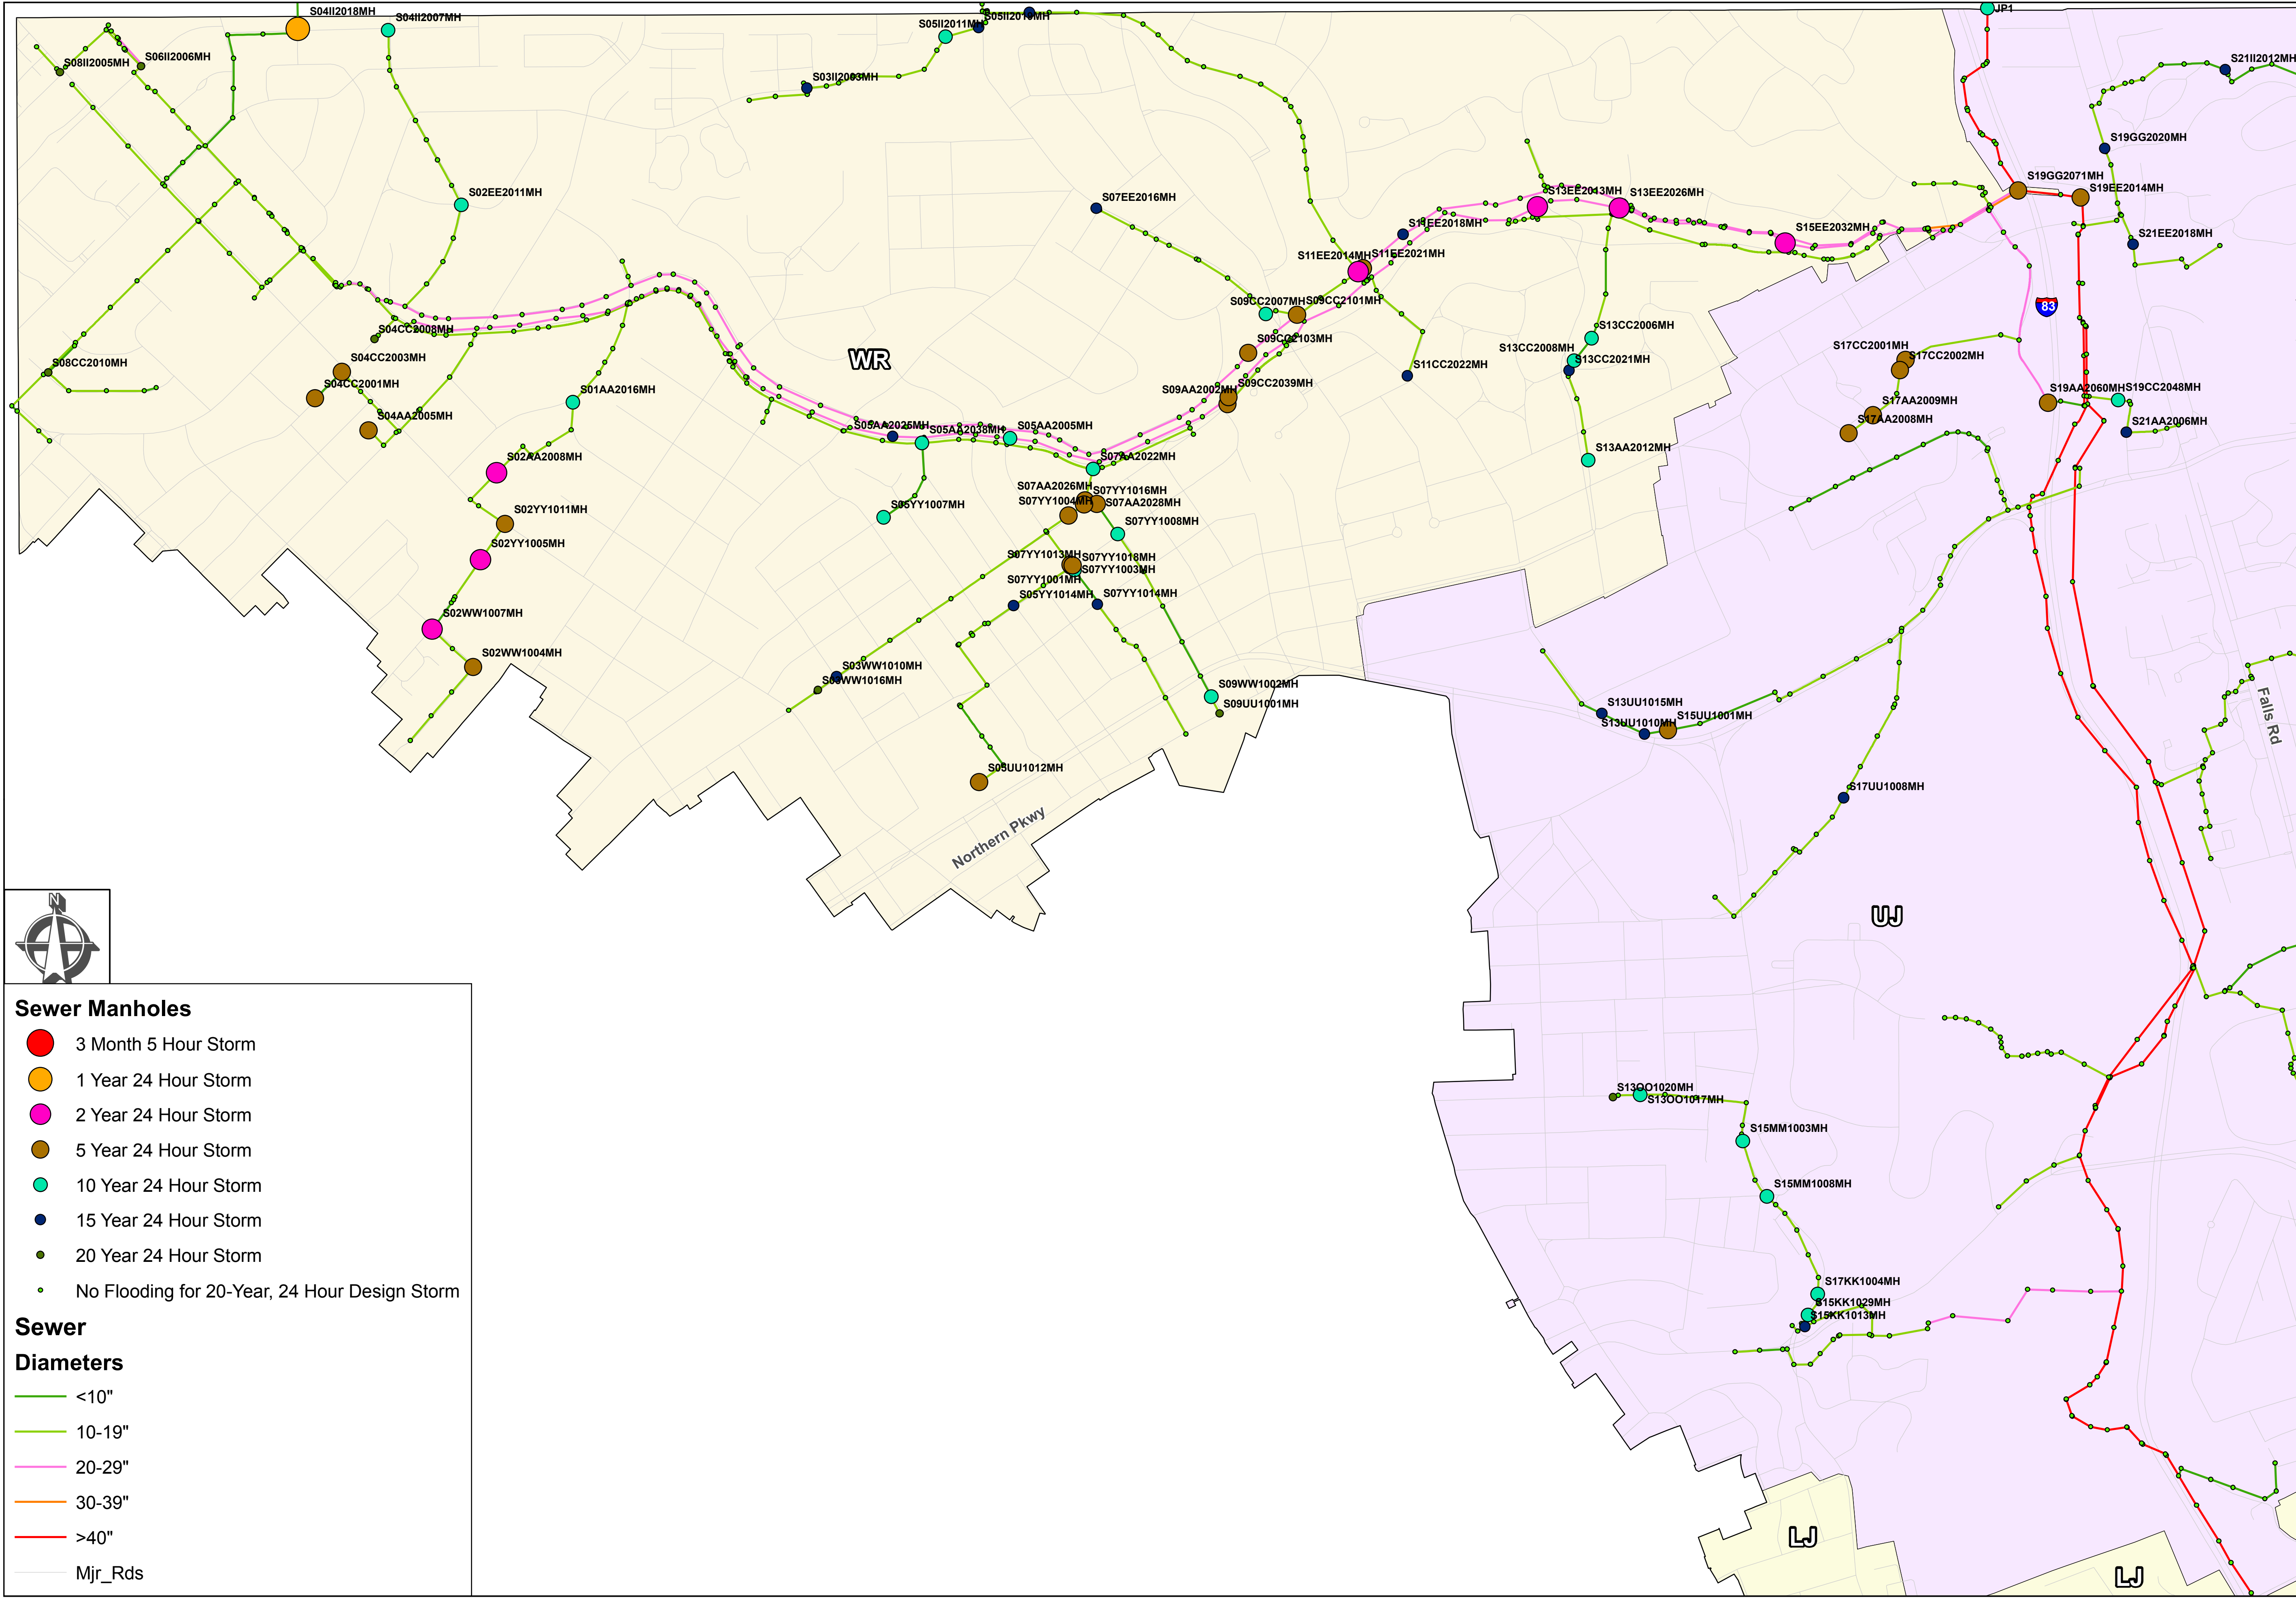 S04II2018MH
S04II2007MH
S05II2011MH
JP1
S06II2006MH
S08II2005MH
S03II2003MH
S21II2012MH
S19GG2020MH
S02EE2011MH
S07EE2016MH
S19GG2071MH
S19EE2014MH
S13EE2013MH
S13EE2026MH
S11EE2018MH
S15EE2032MH
S21EE2018MH
S11EE2014MH
S11EE2021MH
S09CC2007MH
S09CC2101MH
83
S04CC2008MH
S13CC2006MH
S09CC2103MH
S13CC2008MH
S13CC2021MH
S17CC2001MH
S17CC2002MH
WR
S08CC2010MH
S04CC2003MH
S11CC2022MH
S04CC2001MH
S09AA2002MH
S09CC2039MH
S19AA2060MH
S19CC2048MH
S01AA2016MH
S17AA2009MH
S04AA2005MH
S17AA2008MH
S21AA2006MH
S05AA2025MH
S05AA2038MH
S05AA2005MH
S02AA2008MH
S07AA2022MH
S13AA2012MH
S07AA2026MH
S07YY1016MH
S07YY1004MH
S07AA2028MH
S05YY1007MH
S02YY1011MH
S07YY1008MH
S02YY1005MH
S07YY1013MH
S07YY1018MH
S07YY1003MH
S07YY1001MH
S05YY1014MH
S07YY1014MH
S02WW1007MH
S02WW1004MH
S03WW1010MH
S03WW1016MH
S09WW1002MH
S09UU1001MH
S13UU1015MH
S15UU1001MH
S13UU1010MH
Falls Rd
S05UU1012MH
S17UU1008MH
Northern Pkwy
UJ
N
S13OO1020MH
S13OO1017MH
S15MM1003MH
S15MM1008MH
S17KK1004MH
S15KK1029MH
S15KK1013MH
LJ
LJ
Sewer Manholes
3 Month 5 Hour Storm
1 Year 24 Hour Storm
2 Year 24 Hour Storm
5 Year 24 Hour Storm
10 Year 24 Hour Storm
15 Year 24 Hour Storm
20 Year 24 Hour Storm
No Flooding for 20-Year, 24 Hour Design Storm
Sewer
Diameters
<10"
10-19"
20-29"
30-39"
>40"
Mjr_Rds